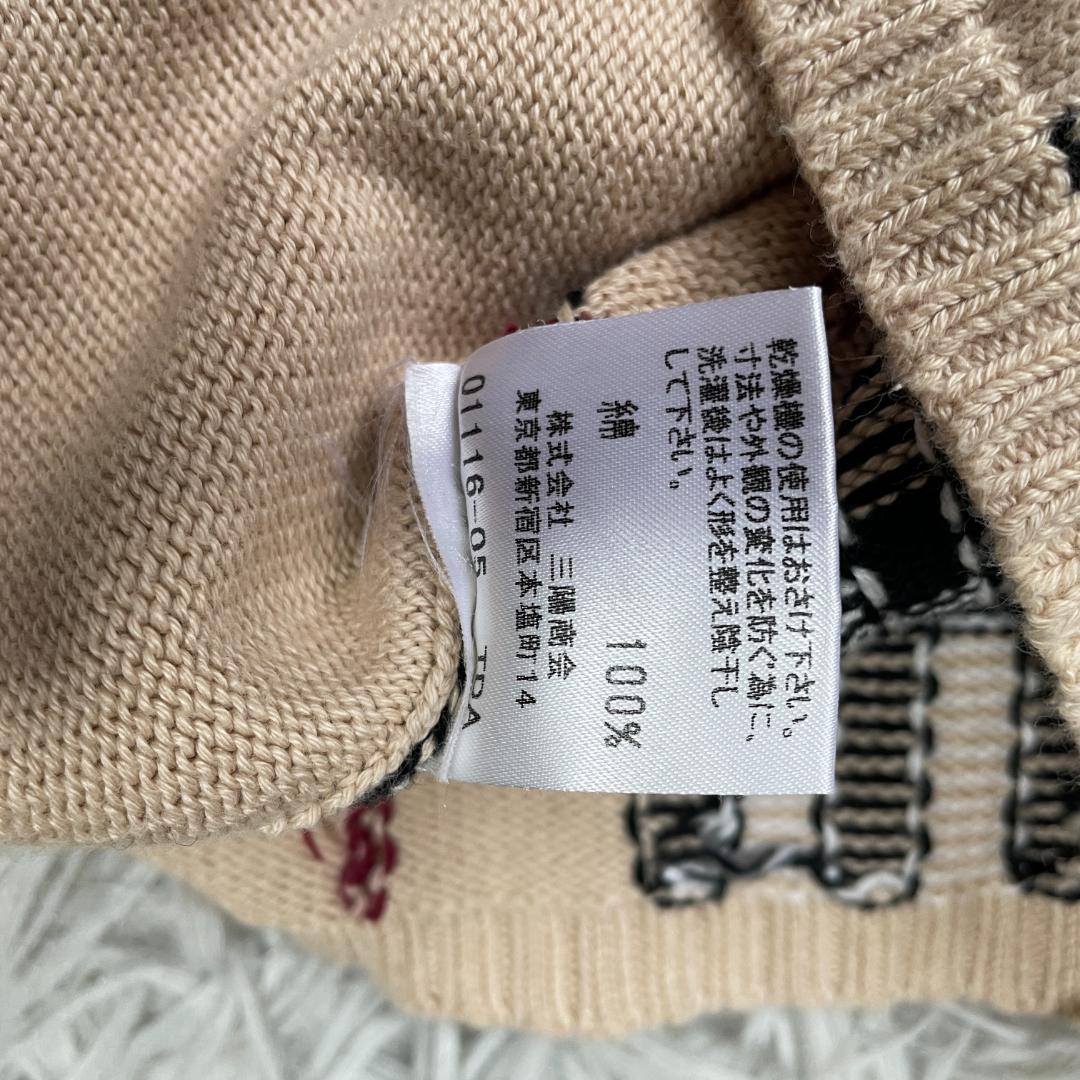 乾燥機の使用はおさけ下さい。
寸法や外観の変化を防ぐ為に、
洗濯後はよく形を整え陰干し
して下さい。
綿 100%
株式会社 三陽商会
東京都新宿区本塩町14
01116-05 TDA